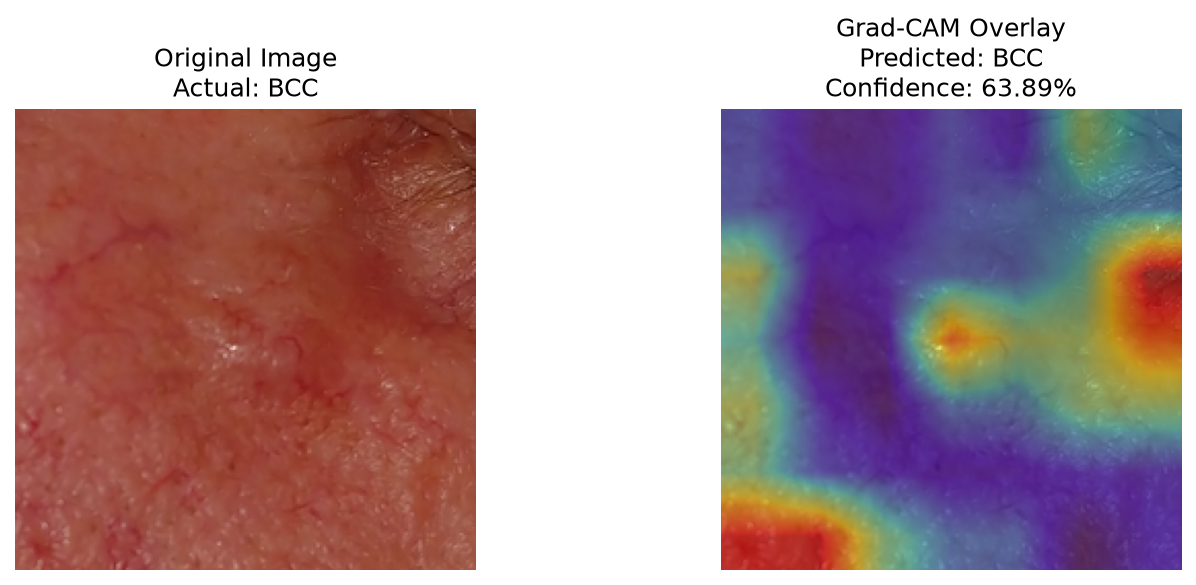 Original Image
Actual: BCC
Grad-CAM Overlay
Predicted: BCC
Confidence: 63.89%